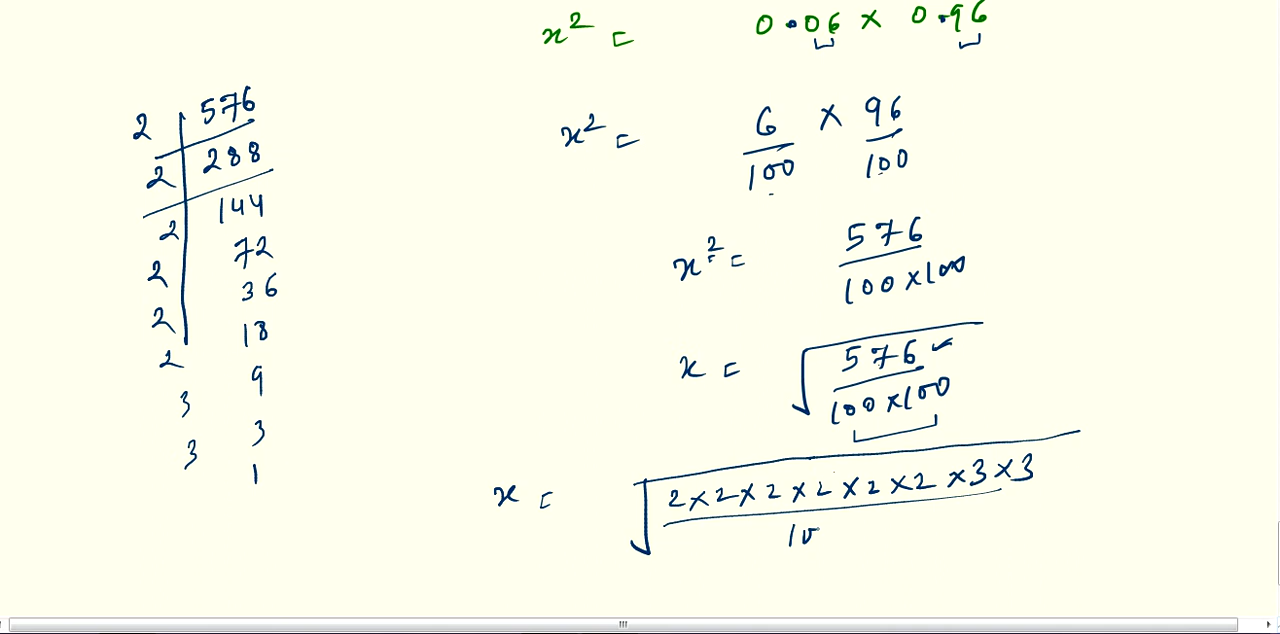 x² = 0.06 × 0.96
2 | 576
2 | 288
2 | 144
2 | 72
2 | 36
2 | 18
3 9
3 3
1
x² = 6/100 × 96/100
x² = 576/100×100
x = √576/100×100
x = √2×2×2×2×2×2×3×3/10